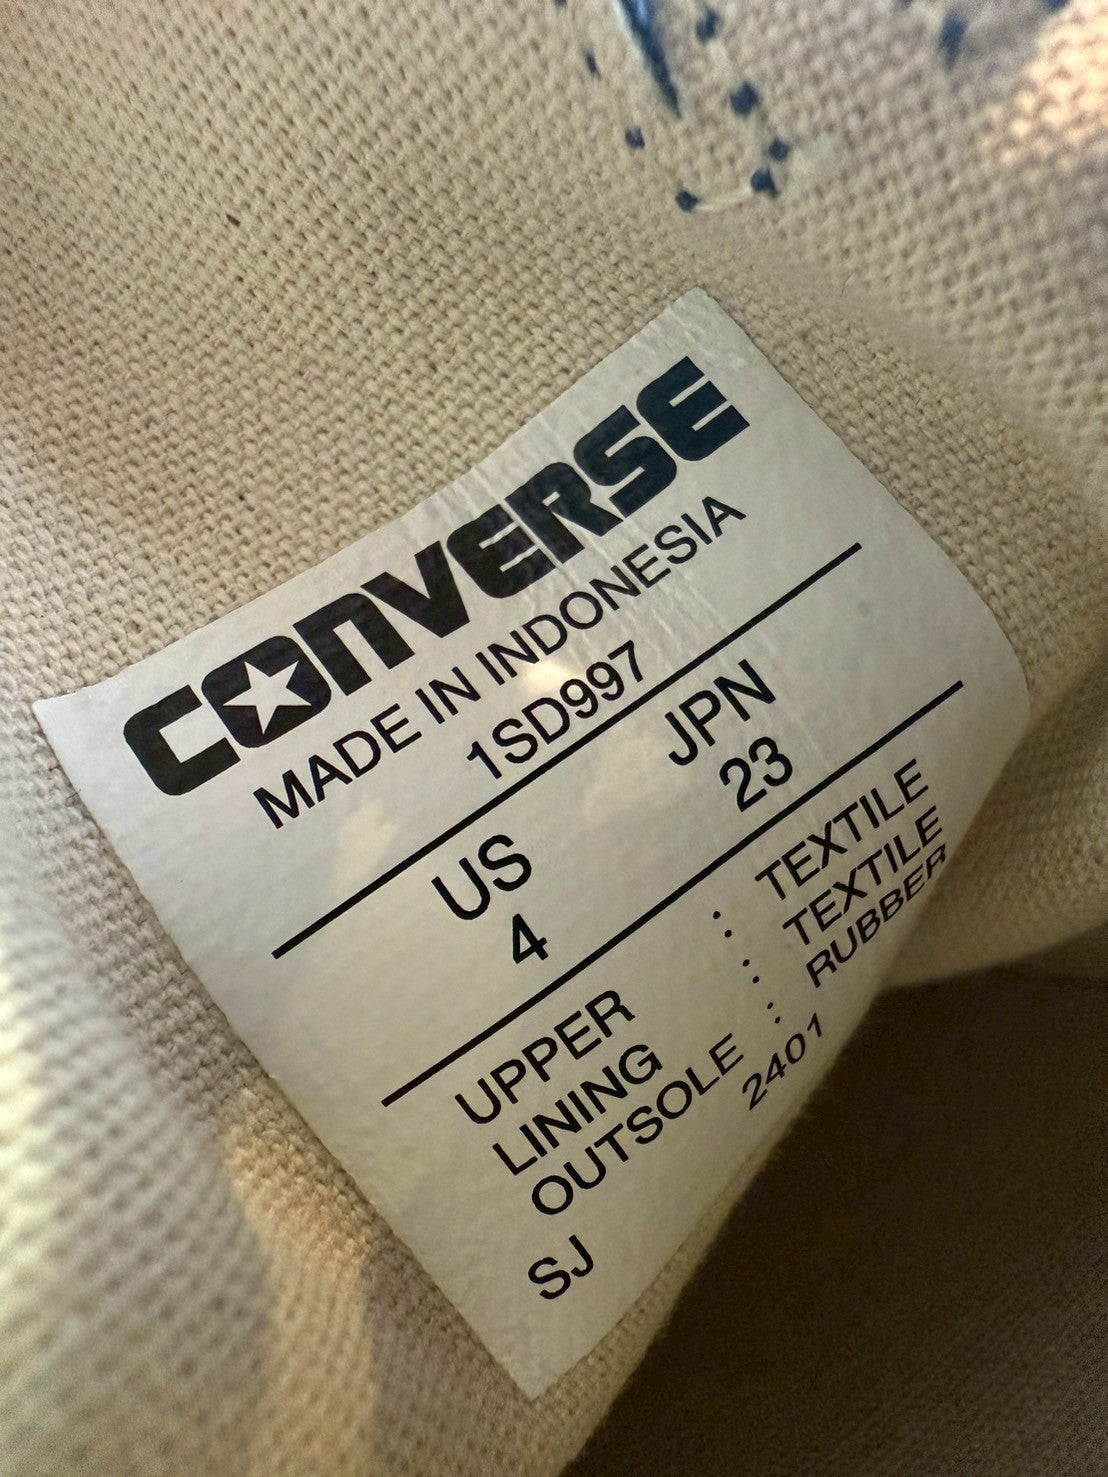 CONVERSE
MADE IN INDONESIA
1SD997
US JPN
4 23
UPPER : TEXTILE
LINING : TEXTILE
OUTSOLE : RUBBER
SJ 2401